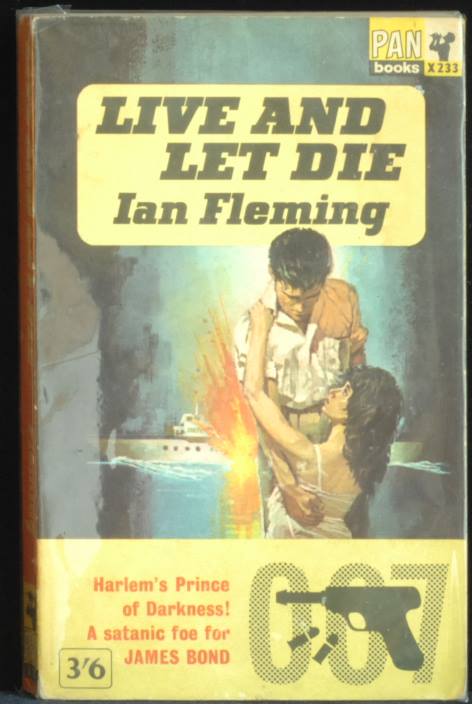 PAN
books X233
LIVE AND
LET DIE
Ian Fleming
Harlem's Prince
of Darkness!
A satanic foe for
JAMES BOND
3'6
007